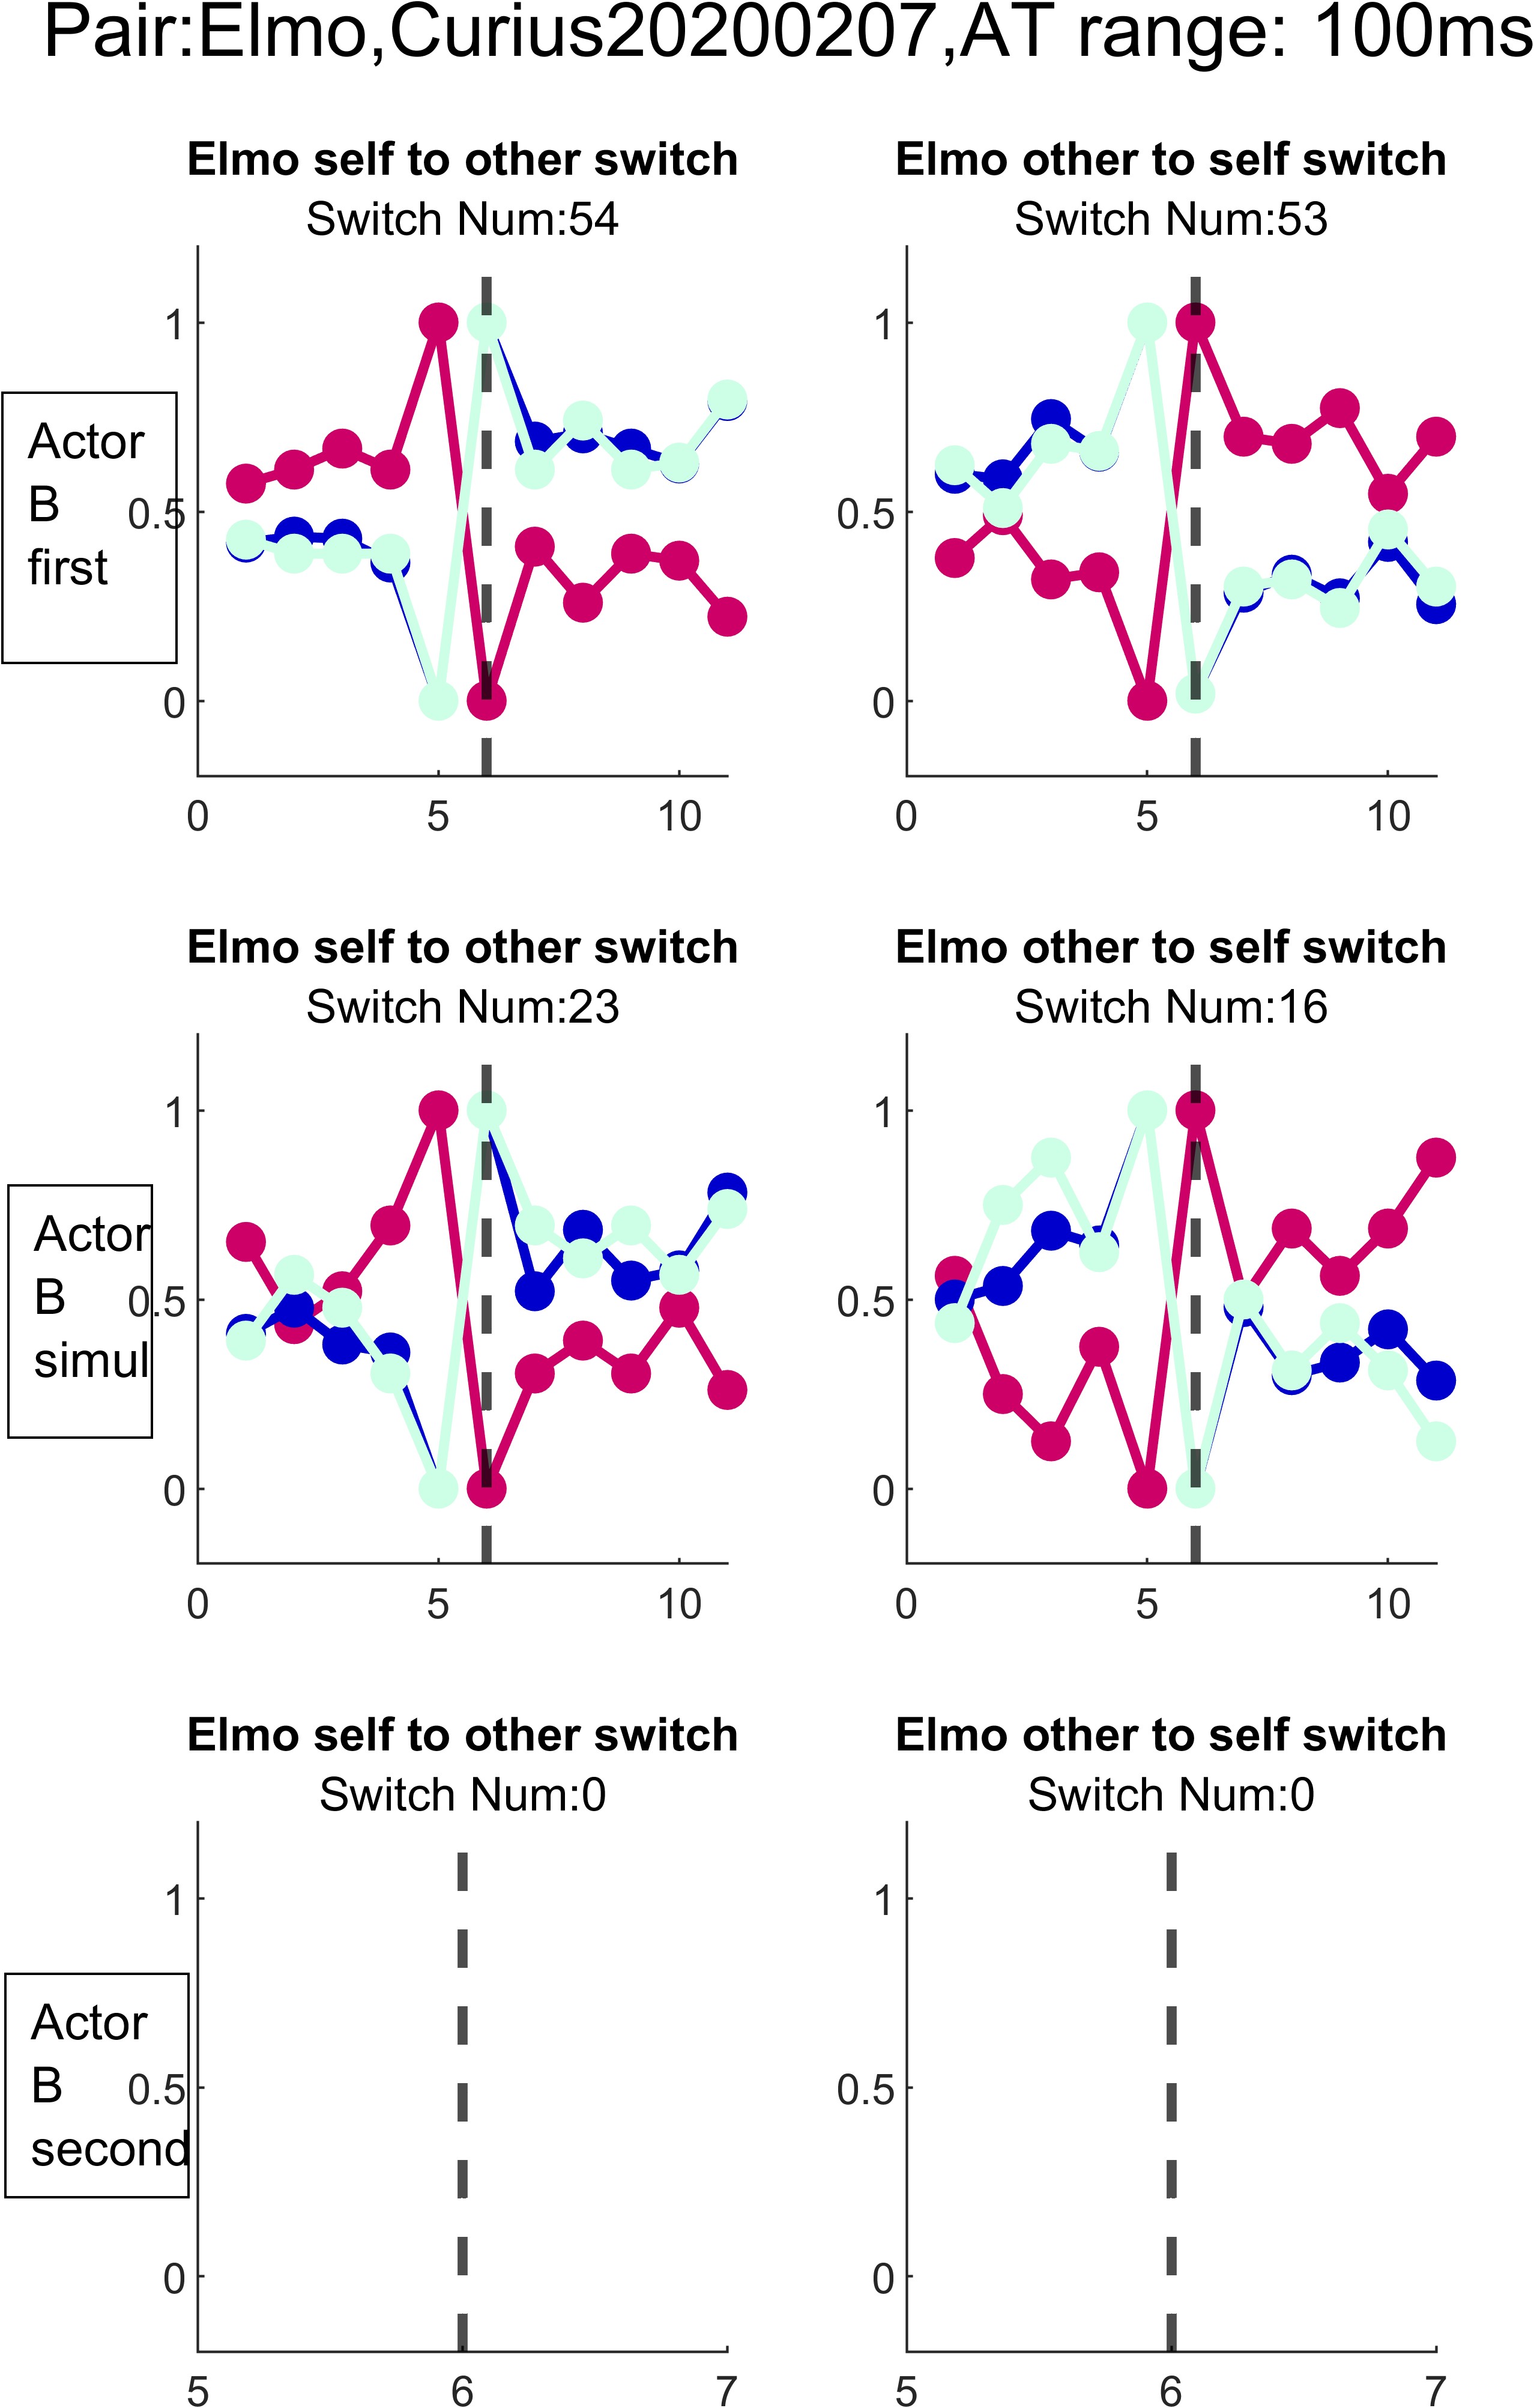 Pair:Elmo,Curius20200207,AT range: 100ms
Elmo self to other switch
Switch Num:54
1
0.5
0
0 5 10
Elmo other to self switch
Switch Num:53
1
0.5
0
0 5 10
Actor
B
first
Elmo self to other switch
Switch Num:23
1
0.5
0
0 5 10
Elmo other to self switch
Switch Num:16
1
0.5
0
0 5 10
Actor
B
simul
Elmo self to other switch
Switch Num:0
1
0.5
0
5 6 7
Elmo other to self switch
Switch Num:0
1
0.5
0
5 6 7
Actor
B
second